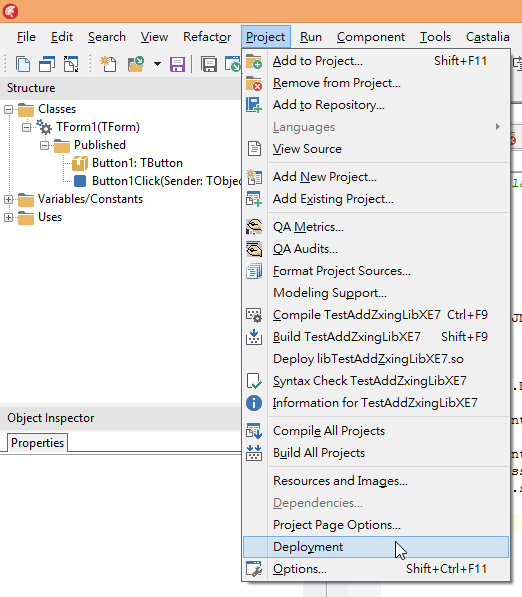 File Edit Search View Refactor Project Run Component Tools Castalia
Structure
Classes
TForm1(TForm)
Published
Button1: TButton
Button1Click(Sender: TObje
Variables/Constants
Uses
Object Inspector
Properties
Add to Project... Shift+F11
Remove from Project...
Add to Repository...
Languages
View Source
Add New Project...
Add Existing Project...
QA Metrics...
QA Audits...
Format Project Sources...
Modeling Support...
Compile TestAddZxingLibXE7 Ctrl+F9
Build TestAddZxingLibXE7 Shift+F9
Deploy libTestAddZxingLibXE7.so
Syntax Check TestAddZxingLibXE7
Information for TestAddZxingLibXE7
Compile All Projects
Build All Projects
Resources and Images...
Dependencies...
Project Page Options...
Deployment
Options... Shift+Ctrl+F11